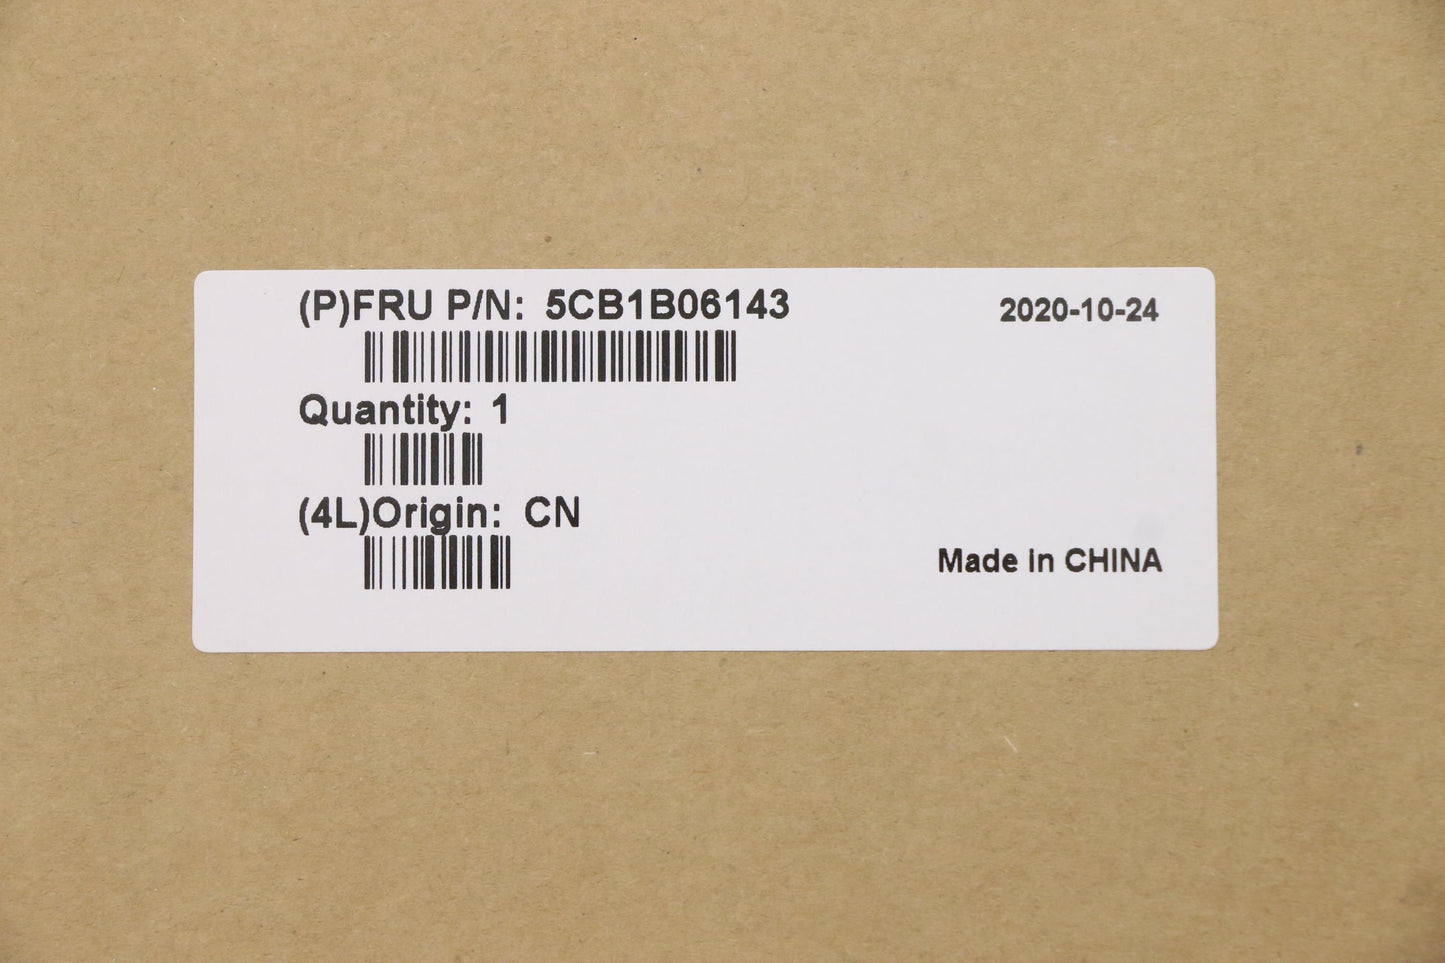 (P)FRU P/N: 5CB1B06143
2020-10-24
Quantity: 1
(4L)Origin: CN
Made in CHINA